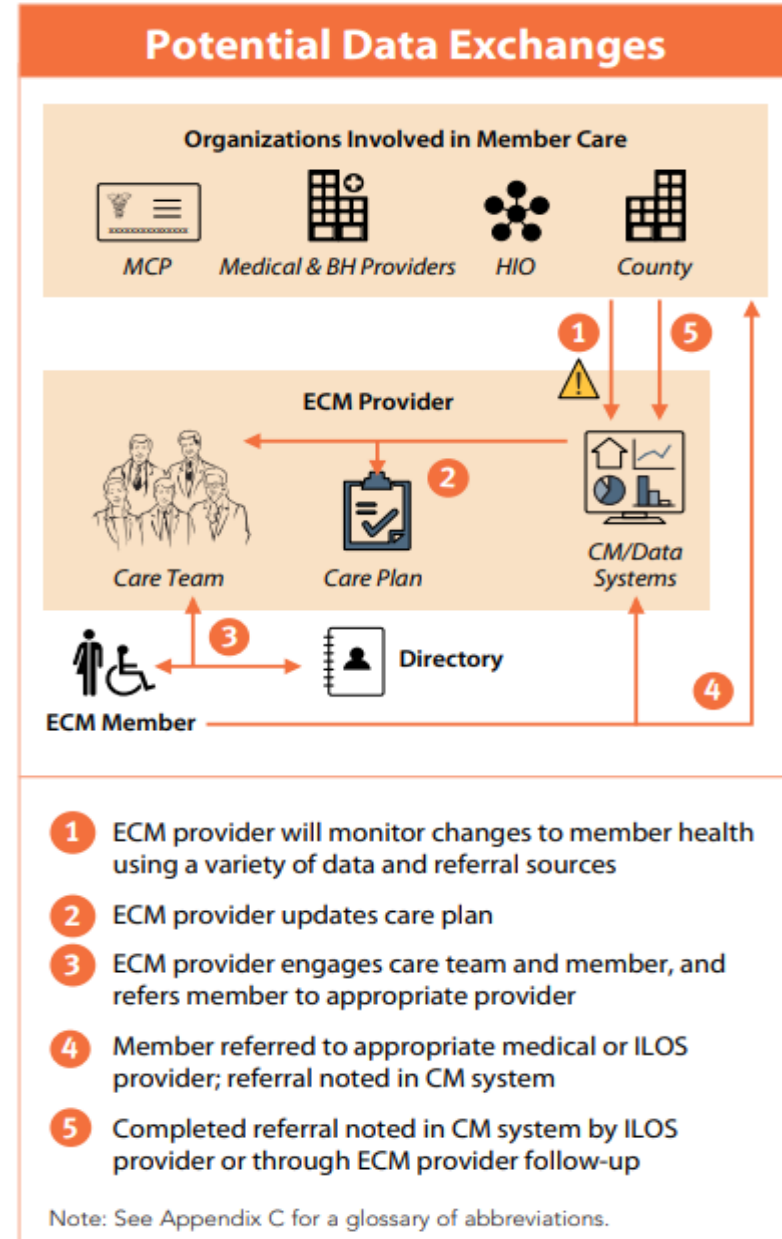 Potential Data Exchanges
Organizations Involved in Member Care
MCP
Medical & BH Providers
HIO
County
1
5
ECM Provider
2
Care Team
Care Plan
CM/Data
Systems
3
Directory
4
ECM Member
1 ECM provider will monitor changes to member health
using a variety of data and referral sources
2 ECM provider updates care plan
3 ECM provider engages care team and member, and
refers member to appropriate provider
4 Member referred to appropriate medical or ILOS
provider; referral noted in CM system
5 Completed referral noted in CM system by ILOS
provider or through ECM provider follow-up
Note: See Appendix C for a glossary of abbreviations.